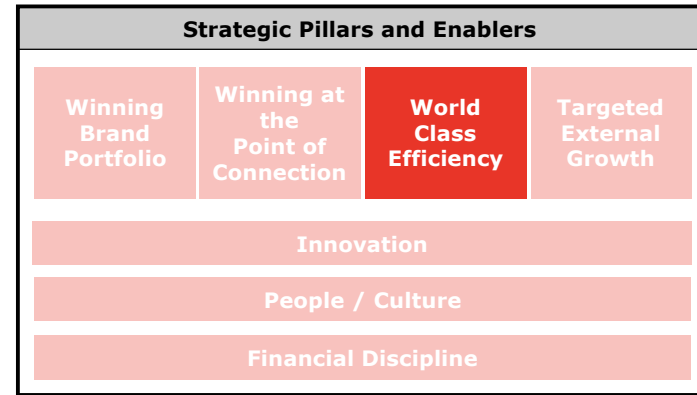 Strategic Pillars and Enablers
Winning
Brand
Portfolio
Winning at
the
Point of
Connection
World
Class
Efficiency
Targeted
External
Growth
Innovation
People / Culture
Financial Discipline